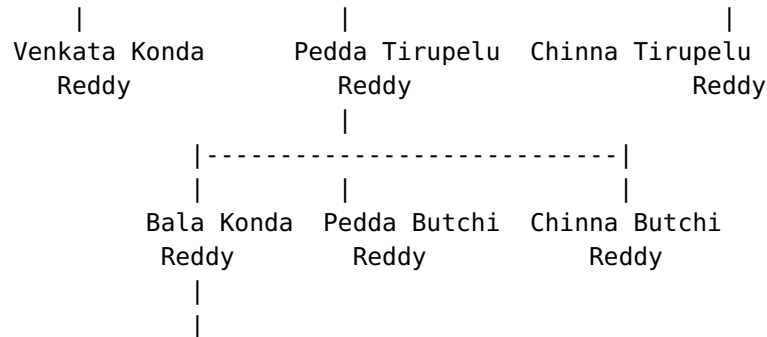 Venkata Konda Pedda Tirupelu Chinna Tirupelu
Reddy Reddy Reddy
Bala Konda Pedda Butchi Chinna Butchi
Reddy Reddy Reddy